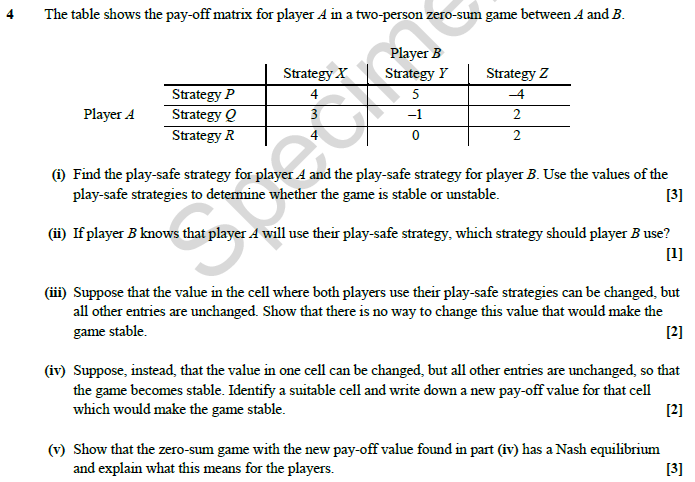 4 The table shows the pay-off matrix for player A in a two-person zero-sum game between A and B.
Player B
Strategy X Strategy Y Strategy Z
Strategy P 4 5 –4
Player A Strategy Q 3 –1 2
Strategy R 4 0 2
(i) Find the play-safe strategy for player A and the play-safe strategy for player B. Use the values of the
play-safe strategies to determine whether the game is stable or unstable. [3]
(ii) If player B knows that player A will use their play-safe strategy, which strategy should player B use?
[1]
(iii) Suppose that the value in the cell where both players use their play-safe strategies can be changed, but
all other entries are unchanged. Show that there is no way to change this value that would make the
game stable. [2]
(iv) Suppose, instead, that the value in one cell can be changed, but all other entries are unchanged, so that
the game becomes stable. Identify a suitable cell and write down a new pay-off value for that cell
which would make the game stable. [2]
(v) Show that the zero-sum game with the new pay-off value found in part (iv) has a Nash equilibrium
and explain what this means for the players. [3]
Specime